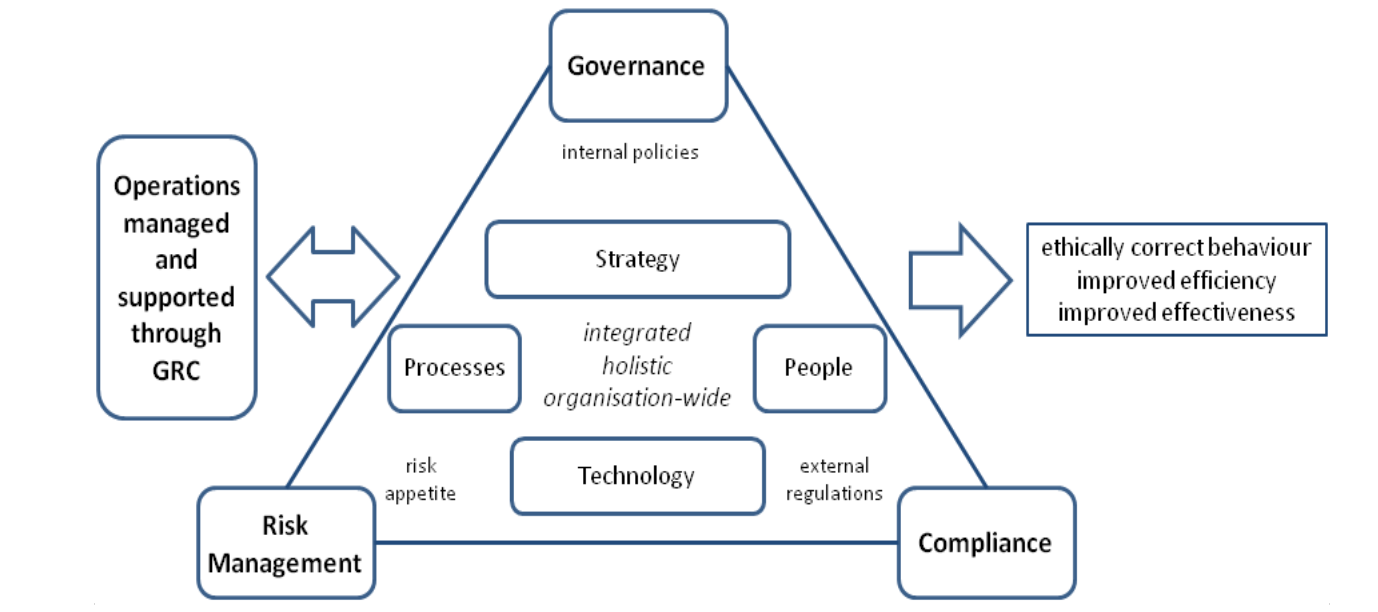 Governance
internal policies
Operations
managed
and
supported
through
GRC
Strategy
ethically correct behaviour
improved efficiency
improved effectiveness
Processes
integrated
holistic
organisation-wide
People
risk
appetite
Technology
external
regulations
Risk
Management
Compliance